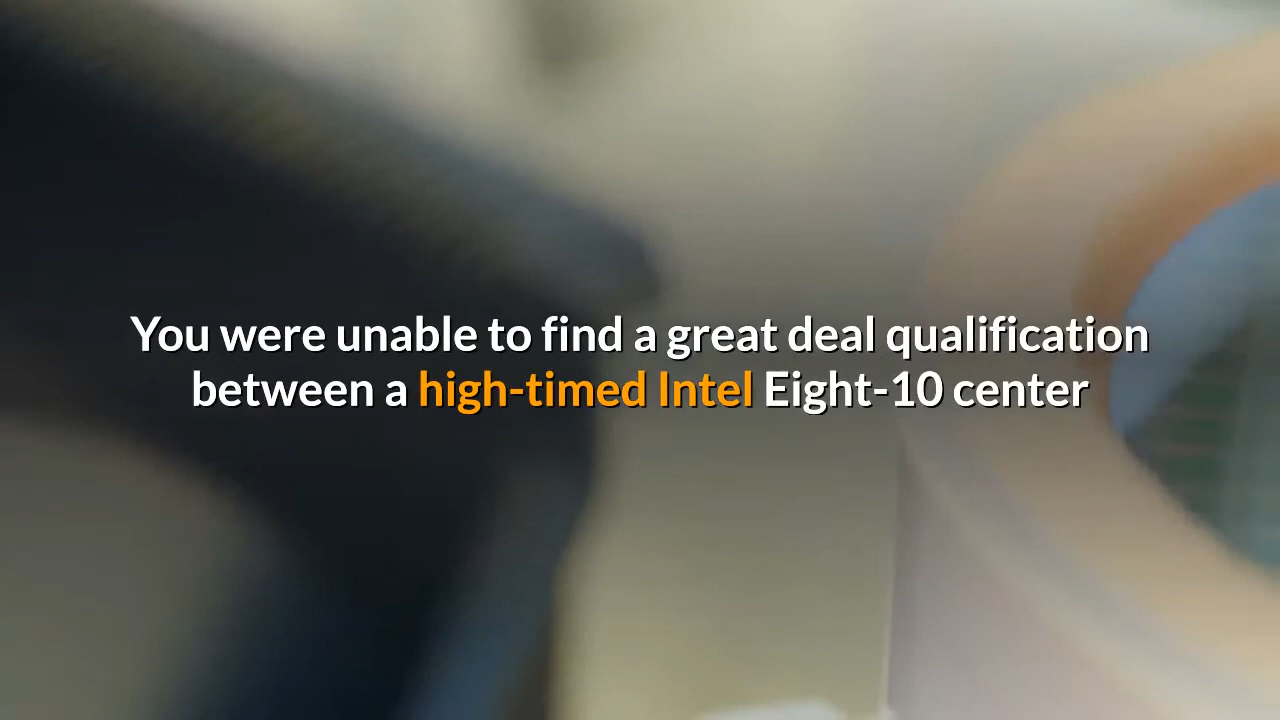 You were unable to find a great deal qualification
between a high-timed Intel Eight-10 center